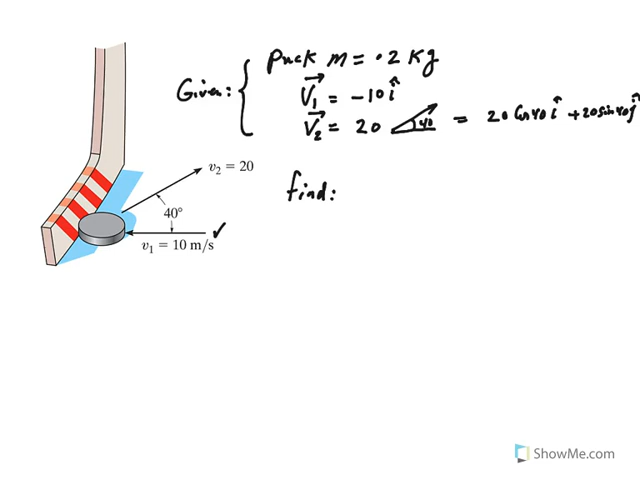 Puck m = .2 Kg
Given:
V₁ = -10 î
V₂ = 20 40 = 20 Cos40 î + 20 sin40 ĵ
v₂ = 20
find:
40°
v₁ = 10 m/s
ShowMe.com